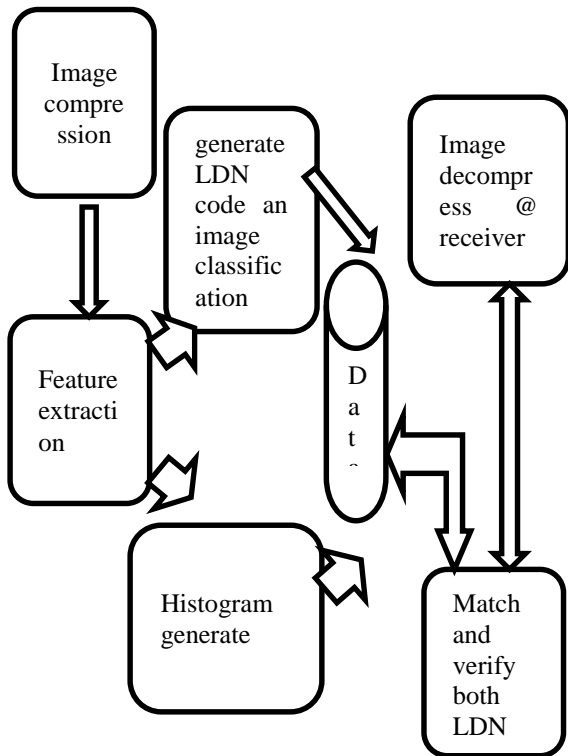 Image
compre
ssion
generate
LDN
code an
image
classific
ation
Image
decompr
ess @
receiver
Feature
extracti
on
D
a
t
Histogram
generate
Match
and
verify
both
LDN